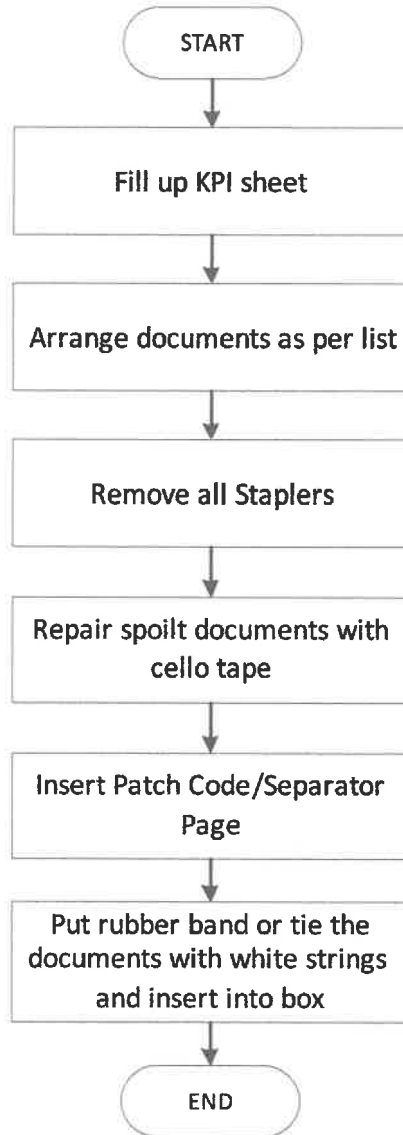 START
Fill up KPI sheet
Arrange documents as per list
Remove all Staplers
Repair spoilt documents with
cello tape
Insert Patch Code/Separator
Page
Put rubber band or tie the
documents with white strings
and insert into box
END